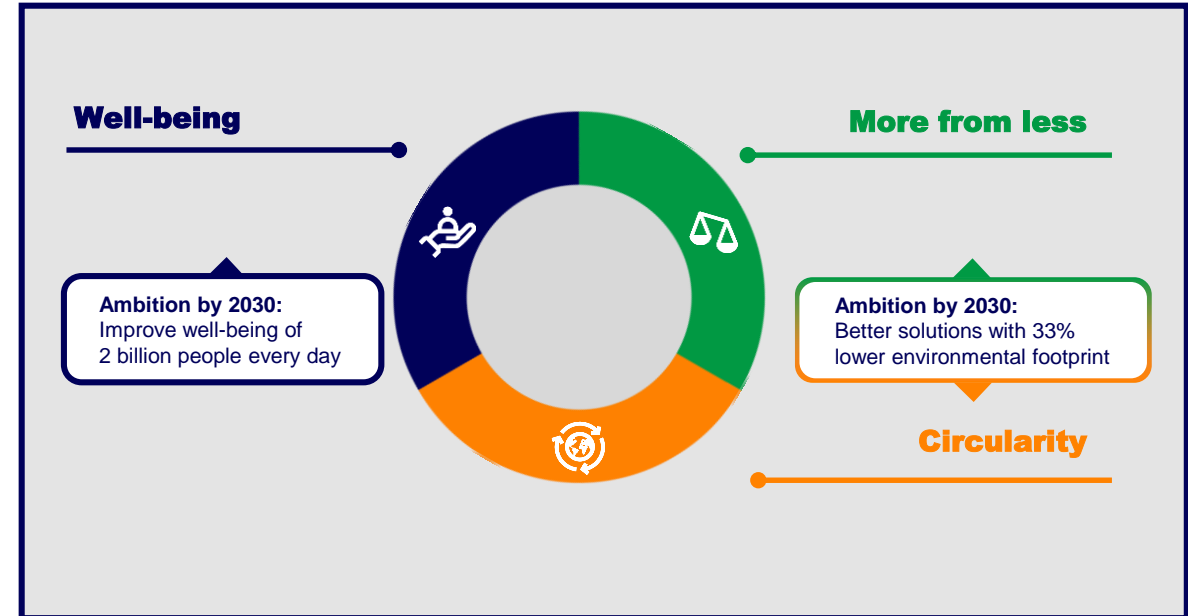 Well-being
Ambition by 2030:
Improve well-being of
2 billion people every day
More from less
Ambition by 2030:
Better solutions with 33%
lower environmental footprint
Circularity